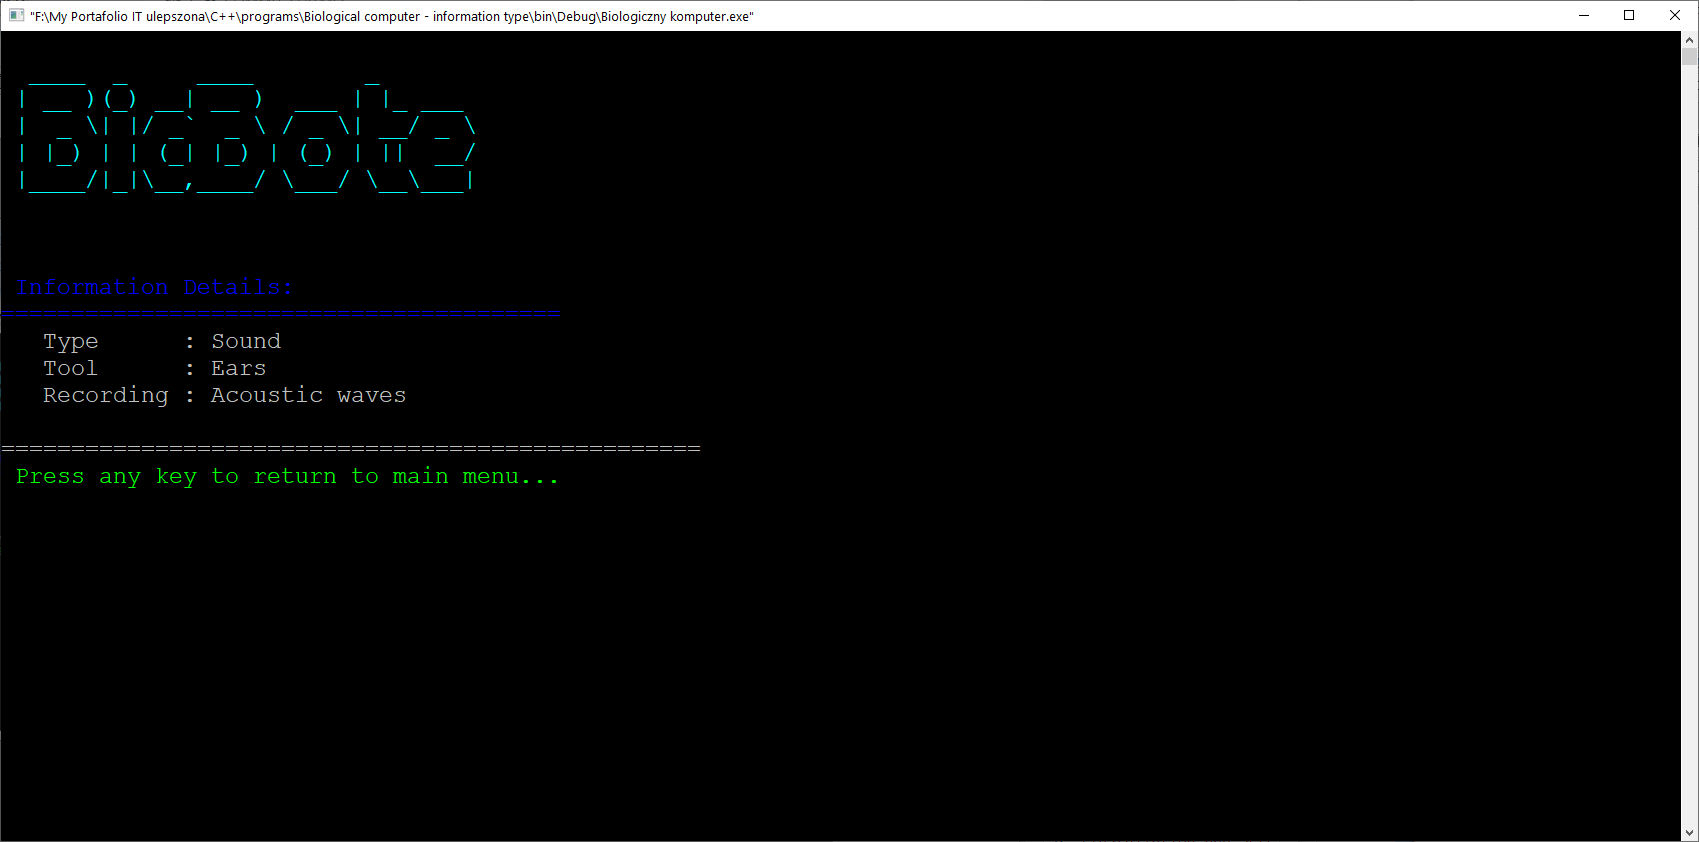 "F:\My Portafolio IT ulepszona\C++\programs\Biological computer - information type\bin\Debug\Biologiczny komputer.exe"
Information Details:
========================================
Type      : Sound
Tool      : Ears
Recording : Acoustic waves
==================================================
Press any key to return to main menu...